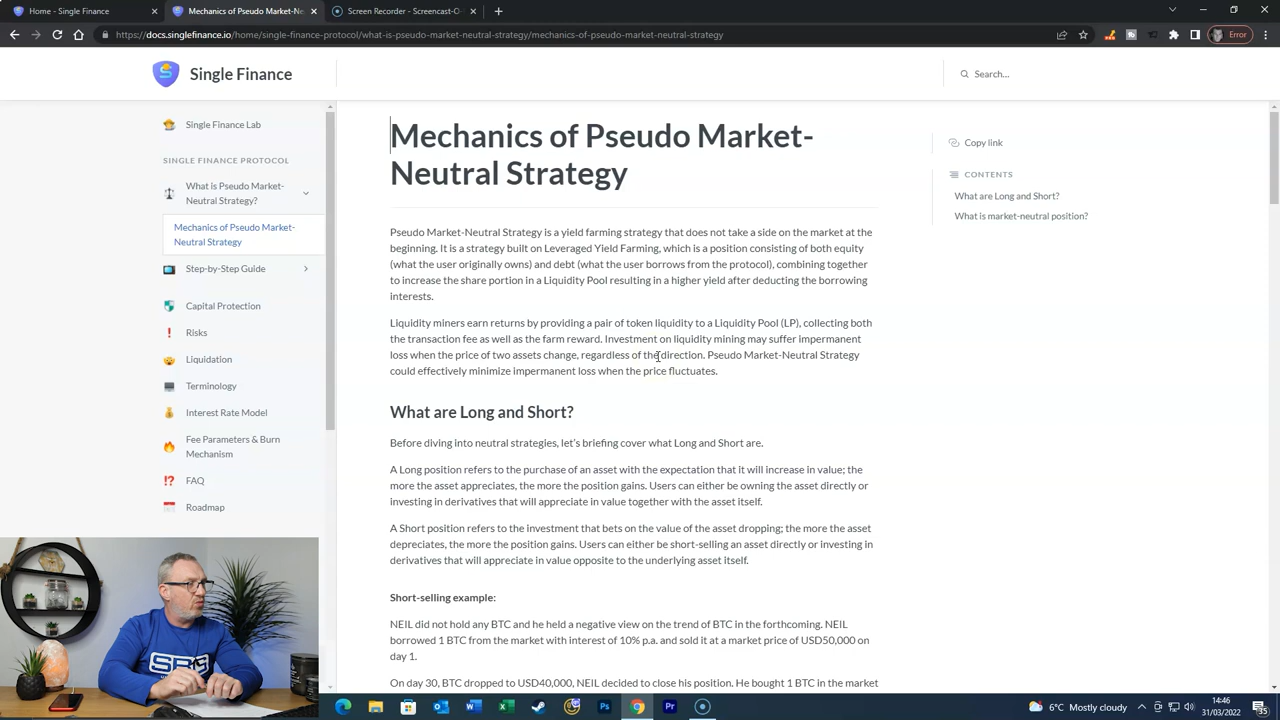 Home - Single Finance
Mechanics of Pseudo Market-Ne
Screen Recorder - Screencast-O-
https://docs.singlefinance.io/home/single-finance-protocol/what-is-pseudo-market-neutral-strategy/mechanics-of-pseudo-market-neutral-strategy
Error
Single Finance
Search...
Single Finance Lab
SINGLE FINANCE PROTOCOL
What is Pseudo Market-
Neutral Strategy?
Mechanics of Pseudo Market-
Neutral Strategy
Step-by-Step Guide
Capital Protection
Risks
Liquidation
Terminology
Interest Rate Model
Fee Parameters & Burn
Mechanism
FAQ
Roadmap
Mechanics of Pseudo Market-
Neutral Strategy
Pseudo Market-Neutral Strategy is a yield farming strategy that does not take a side on the market at the
beginning. It is a strategy built on Leveraged Yield Farming, which is a position consisting of both equity
(what the user originally owns) and debt (what the user borrows from the protocol), combining together
to increase the share portion in a Liquidity Pool resulting in a higher yield after deducting the borrowing
interests.
Liquidity miners earn returns by providing a pair of token liquidity to a Liquidity Pool (LP), collecting both
the transaction fee as well as the farm reward. Investment on liquidity mining may suffer impermanent
loss when the price of two assets change, regardless of the direction. Pseudo Market-Neutral Strategy
could effectively minimize impermanent loss when the price fluctuates.
What are Long and Short?
Before diving into neutral strategies, let's briefing cover what Long and Short are.
A Long position refers to the purchase of an asset with the expectation that it will increase in value; the
more the asset appreciates, the more the position gains. Users can either be owning the asset directly or
investing in derivatives that will appreciate in value together with the asset itself.
A Short position refers to the investment that bets on the value of the asset dropping; the more the asset
depreciates, the more the position gains. Users can either be short-selling an asset directly or investing in
derivatives that will appreciate in value opposite to the underlying asset itself.
Short-selling example:
NEIL did not hold any BTC and he held a negative view on the trend of BTC in the forthcoming. NEIL
borrowed 1 BTC from the market with interest of 10% p.a. and sold it at a market price of USD50,000 on
day 1.
On day 30, BTC dropped to USD40,000, NEIL decided to close his position. He bought 1 BTC in the market
Copy link
CONTENTS
What are Long and Short?
What is market-neutral position?
6°C Mostly cloudy
14:46
31/03/2022